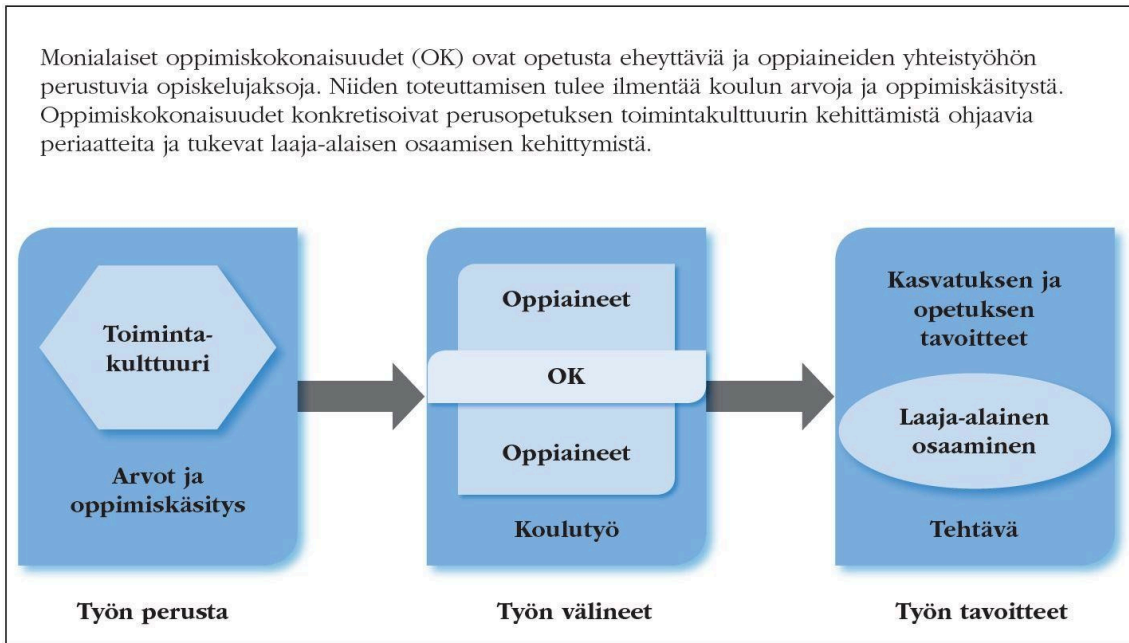 Monialaiset oppimiskokonaisuudet (OK) ovat opetusta eheyttäviä ja oppiaineiden yhteistyöhön
perustuvia opiskelujaksoja. Niiden toteuttamisen tulee ilmentää koulun arvoja ja oppimiskäsitystä.
Oppimiskokonaisuudet konkretisoivat perusopetuksen toimintakulttuurin kehittämistä ohjaavia
periaatteita ja tukevat laaja-alaisen osaamisen kehittymistä.
Toiminta-
kulttuuri
Arvot ja
oppimiskäsitys
Työn perusta
Oppiaineet
OK
Oppiaineet
Koulutyö
Työn välineet
Kasvatuksen ja
opetuksen
tavoitteet
Laaja-alainen
osaaminen
Tehtävä
Työn tavoitteet